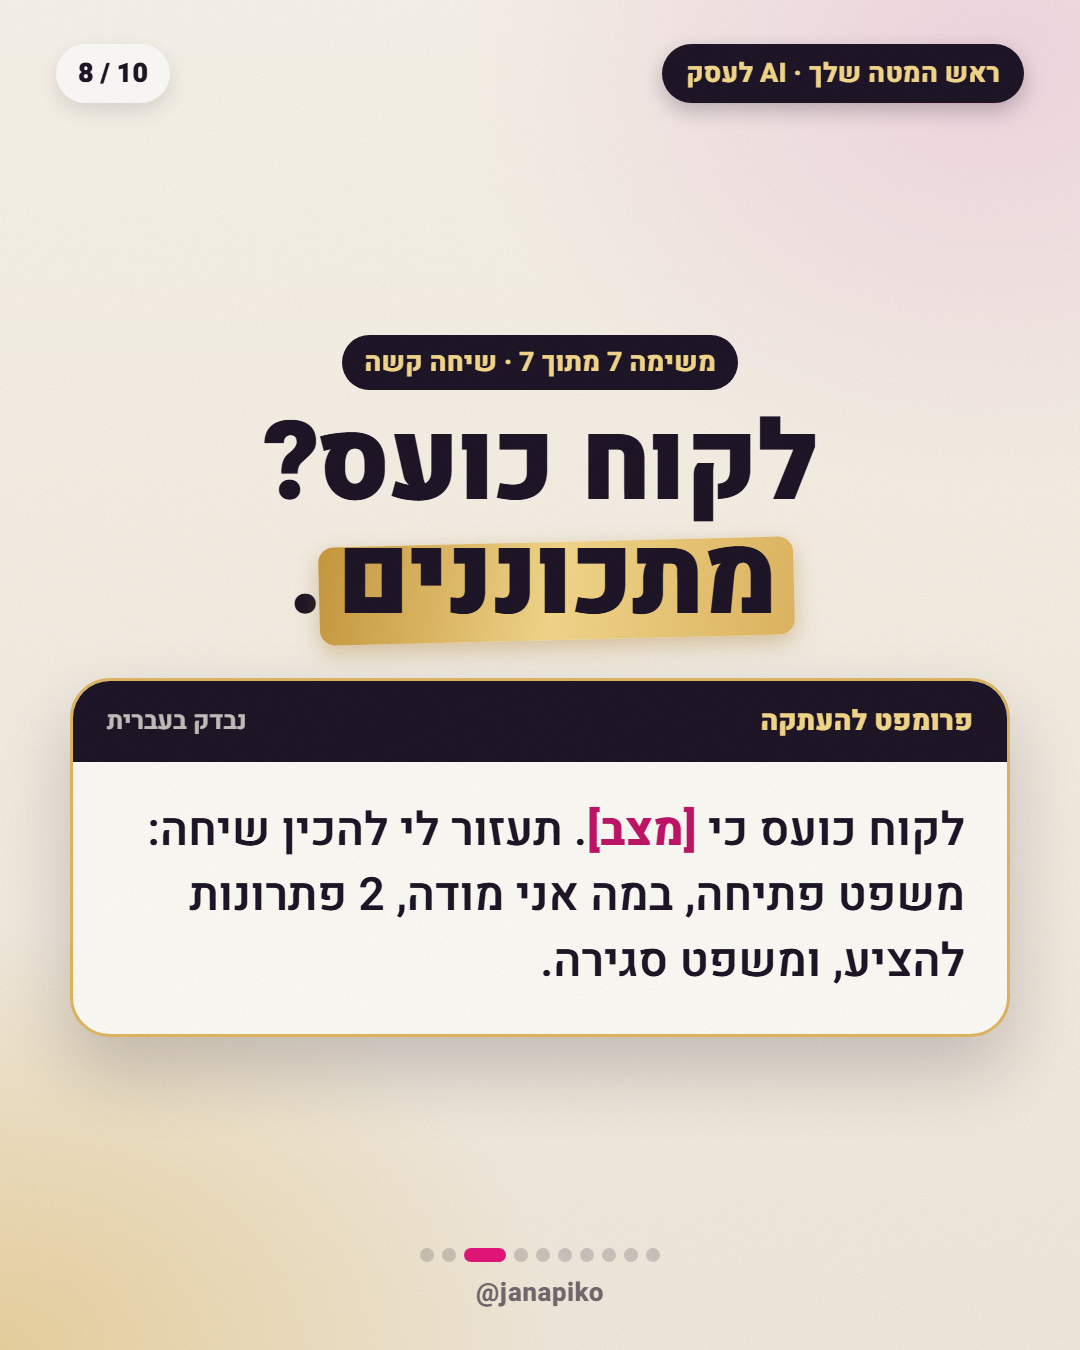 ראש המטה שלך · AI לעסק
8 / 10
משימה 7 מתוך 7 · שיחה קשה
לקוח כועס?
מתכוננים.
פרומפט להעתקה
נבדק בעברית
לקוח כועס כי [מצב]. תעזור לי להכין שיחה:
משפט פתיחה, במה אני מודה, 2 פתרונות
להציע, ומשפט סגירה.
@janapiko